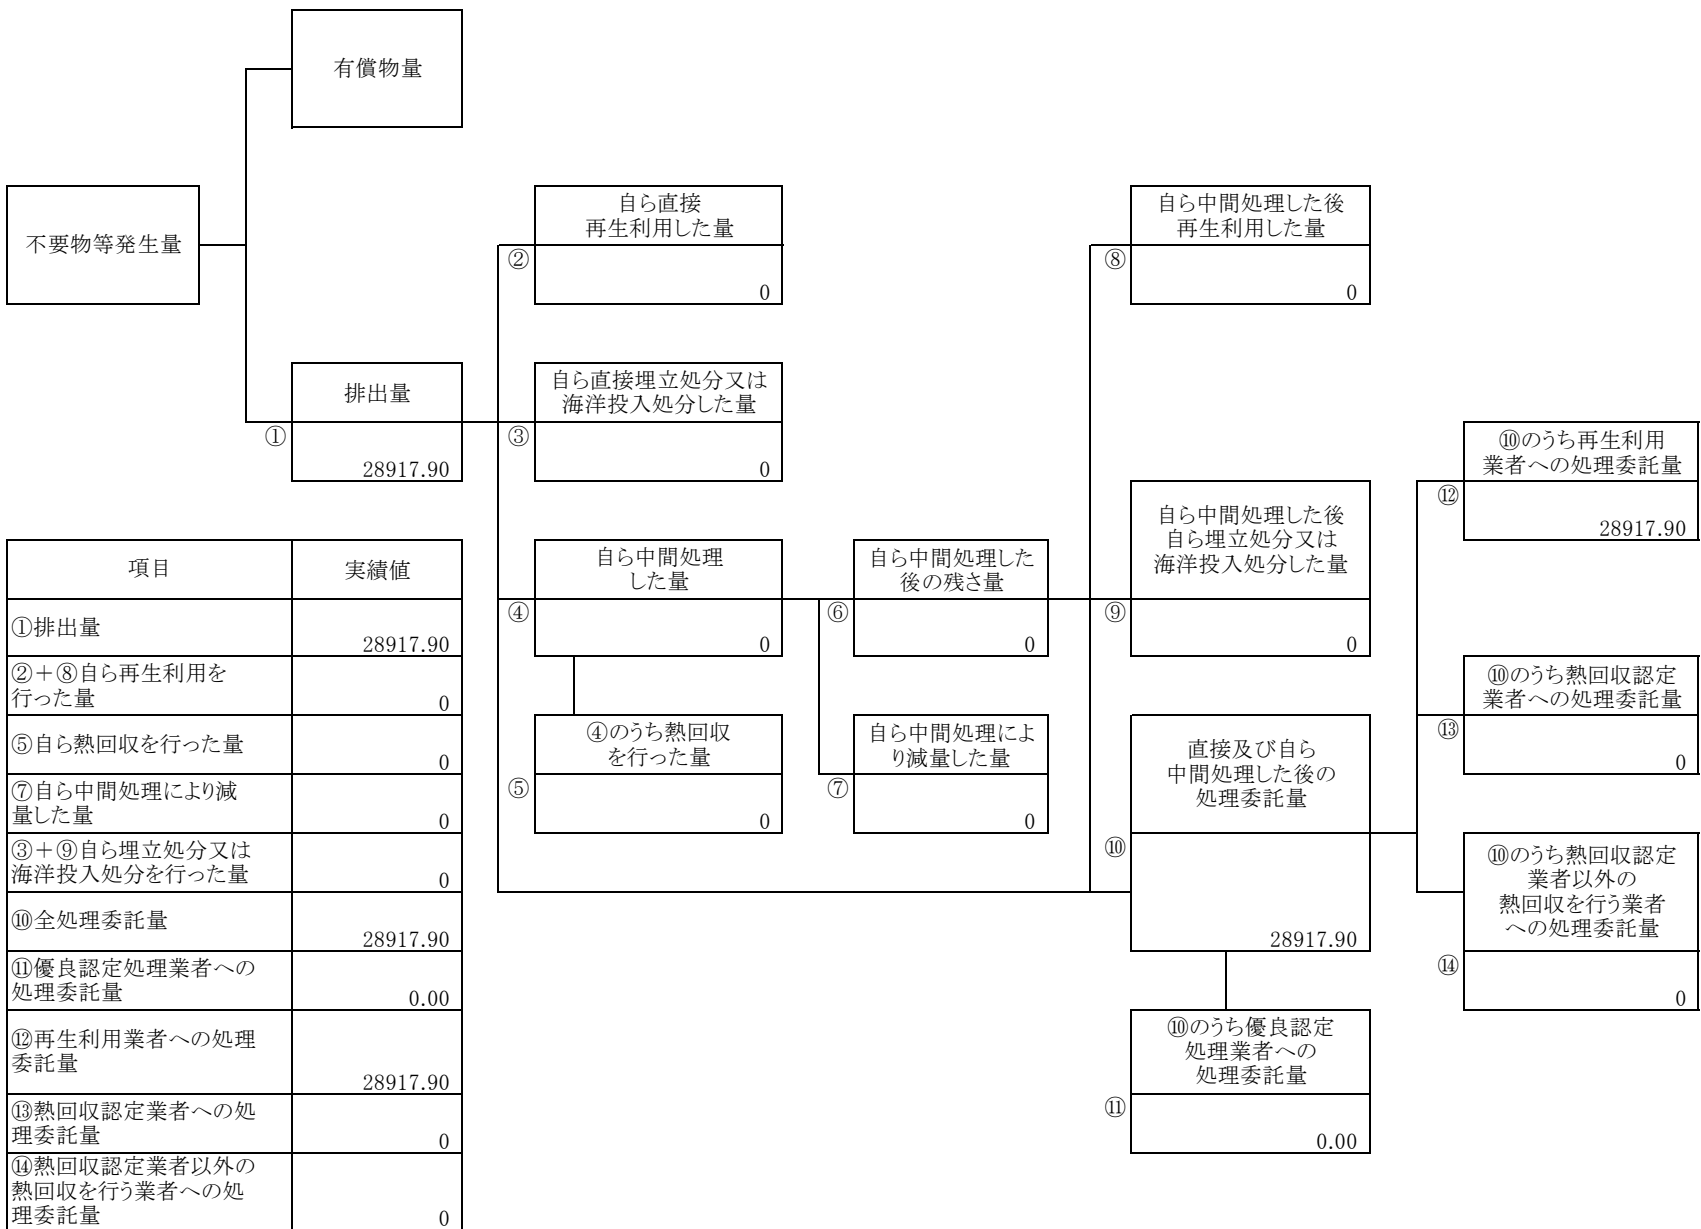 有償物量
不要物等発生量
自ら直接
再生利用した量
②
0
自ら中間処理した後
再生利用した量
⑧
0
排出量
①
28917.90
自ら直接埋立処分又は
海洋投入処分した量
③
0
⑩のうち再生利用
業者への処理委託量
⑫
28917.90
自ら中間処理した後
自ら埋立処分又は
海洋投入処分した量
⑨
0
自ら中間処理
した量
④
0
自ら中間処理した
後の残さ量
⑥
0
④のうち熱回収
を行った量
⑤
0
自ら中間処理によ
り減量した量
⑦
0
直接及び自ら
中間処理した後の
処理委託量
⑩
28917.90
⑩のうち熱回収認定
業者への処理委託量
⑬
0
⑩のうち熱回収認定
業者以外の
熱回収を行う業者
への処理委託量
⑭
0
⑩のうち優良認定
処理業者への
処理委託量
⑪
0.00
項目 実績値
①排出量
28917.90
②＋⑧自ら再生利用を
行った量
0
⑤自ら熱回収を行った量
0
⑦自ら中間処理により減
量した量
0
③＋⑨自ら埋立処分又は
海洋投入処分を行った量
0
⑩全処理委託量
28917.90
⑪優良認定処理業者への
処理委託量
0.00
⑫再生利用業者への処理
委託量
28917.90
⑬熱回収認定業者への処
理委託量
0
⑭熱回収認定業者以外の
熱回収を行う業者への処
理委託量
0